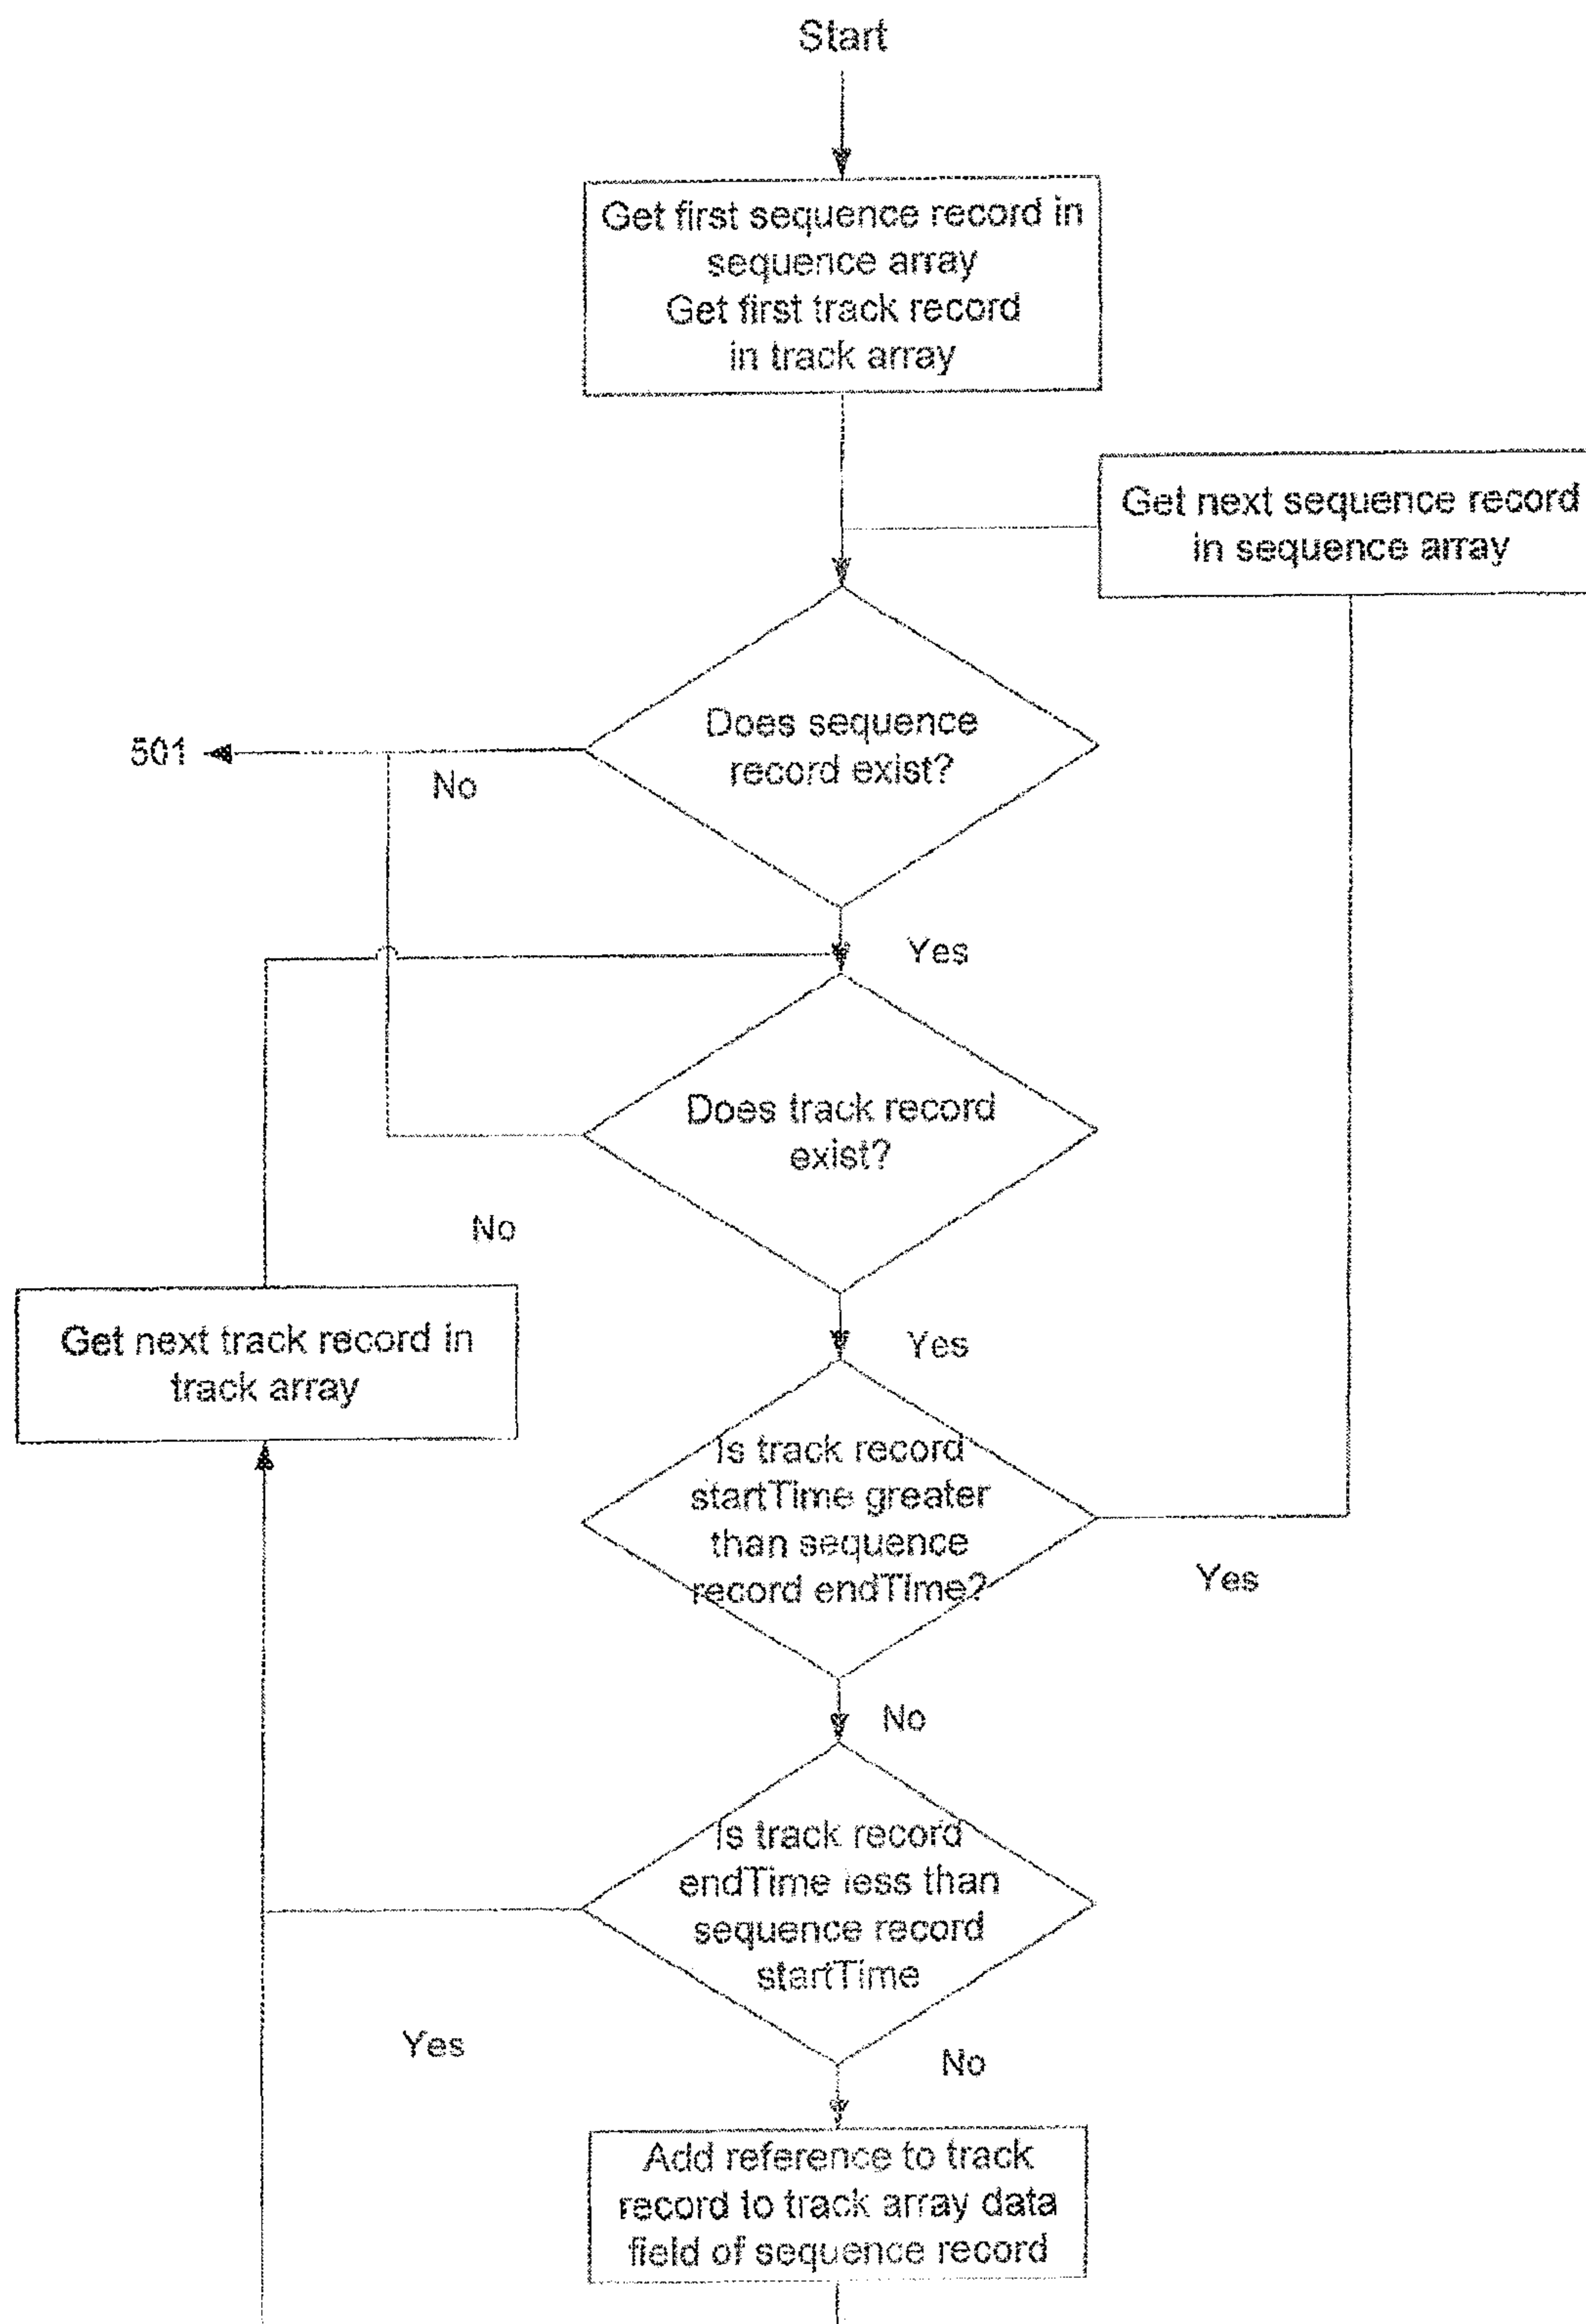 Start
Get first sequence record in
sequence array
Get first track record
in track array
Get next sequence record
in sequence array
Does sequence
record exist?
501
No
Yes
Does track record
exist?
No
Get next track record in
track array
Yes
Is track record
startTime greater
than sequence
record endTime?
Yes
No
Is track record
endTime less than
sequence record
startTime
Yes
No
Add reference to track
record to track array data
field of sequence record